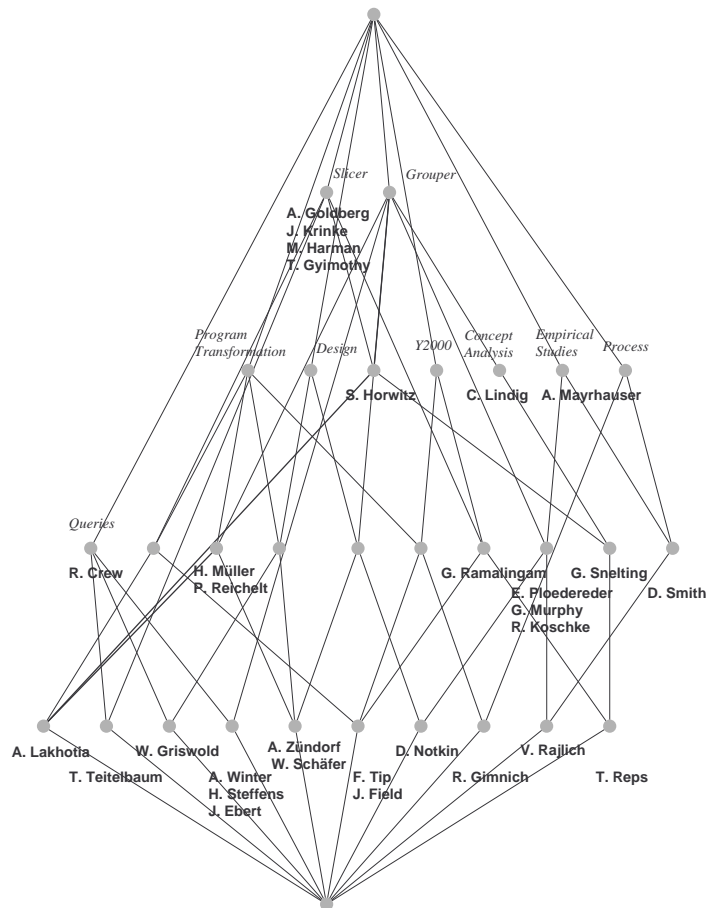 Slicer
Grouper
A. Goldberg
J. Krinke
M. Harman
T. Gyimothy
Program
Transformation
Design
Y2000
Concept
Analysis
Empirical
Studies
Process
S. Horwitz
C. Lindig
A. Mayrhauser
Queries
R. Crew
H. Müller
P. Reichelt
G. Ramalingam
E. Ploedereder
G. Murphy
R. Koschke
G. Snelting
D. Smith
A. Lakhotia
T. Teitelbaum
W. Griswold
A. Winter
H. Steffens
J. Ebert
A. Zündorf
W. Schäfer
F. Tip
J. Field
D. Notkin
R. Gimnich
V. Rajlich
T. Reps